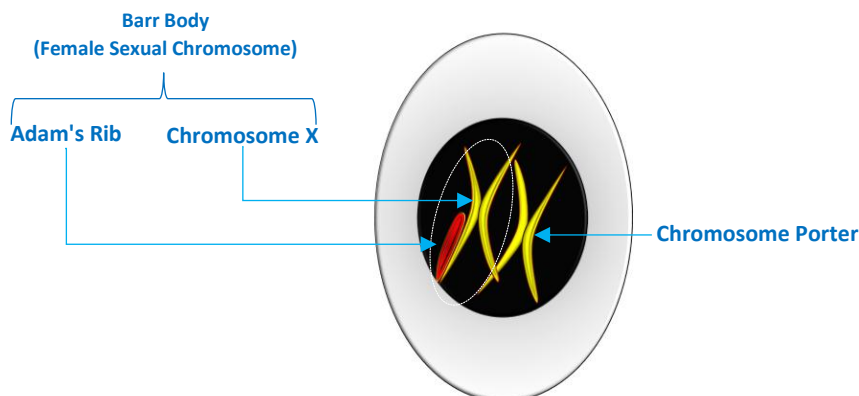 Barr Body
(Female Sexual Chromosome)
Adam's Rib
Chromosome X
Chromosome Porter